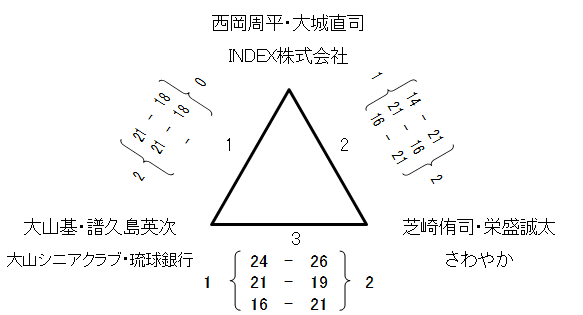 西岡周平・大城直司
INDEX株式会社
0
18 - 18 -
21 - 21
2
1
1
14 - 21
21 - 16
16 - 21
2
2
大山基・譜久島英次
大山シニアクラブ・琉球銀行
芝崎侑司・栄盛誠太
さわやか
3
1
24 - 26
21 - 19
16 - 21
2